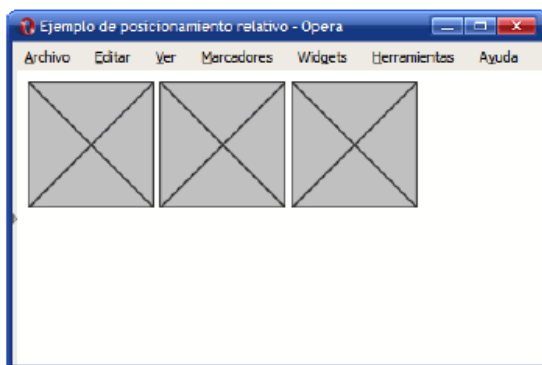 Ejemplo de posicionamiento relativo - Opera
Archivo Editar Ver Marcadores Widgets Herramientas Ayuda